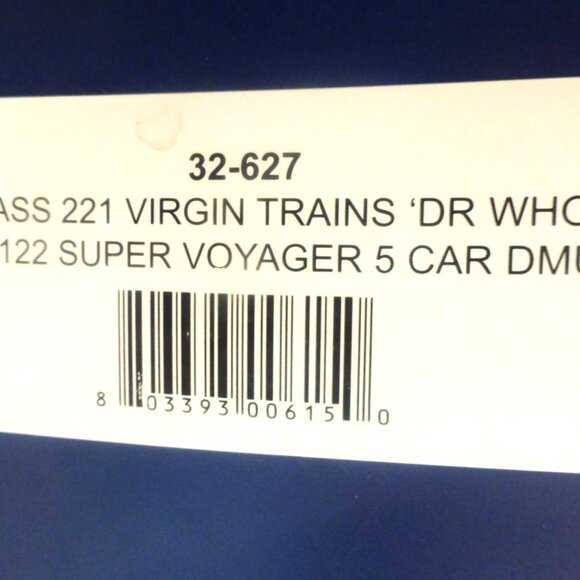 32-627
ASS 221 VIRGIN TRAINS ‘DR WHO
122 SUPER VOYAGER 5 CAR DMU
8 03393 00615 0